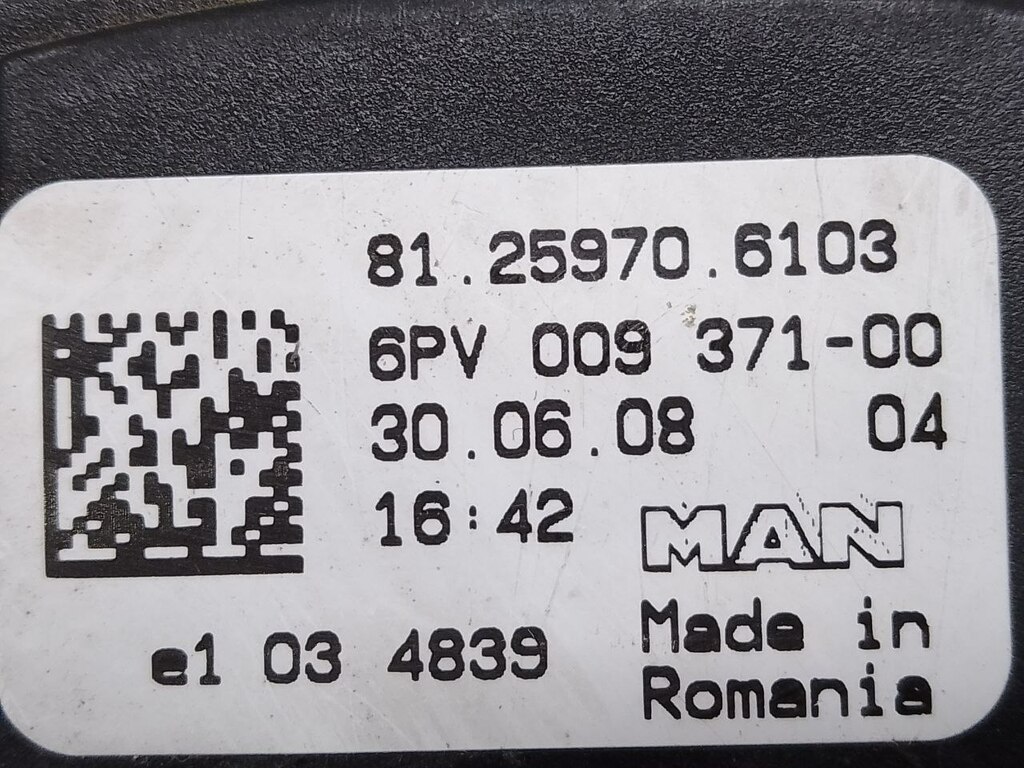 81.25970.6103
6PV 009 371-00
30.06.08 04
16:42
MAN
Made in
Romania
e1 03 4839